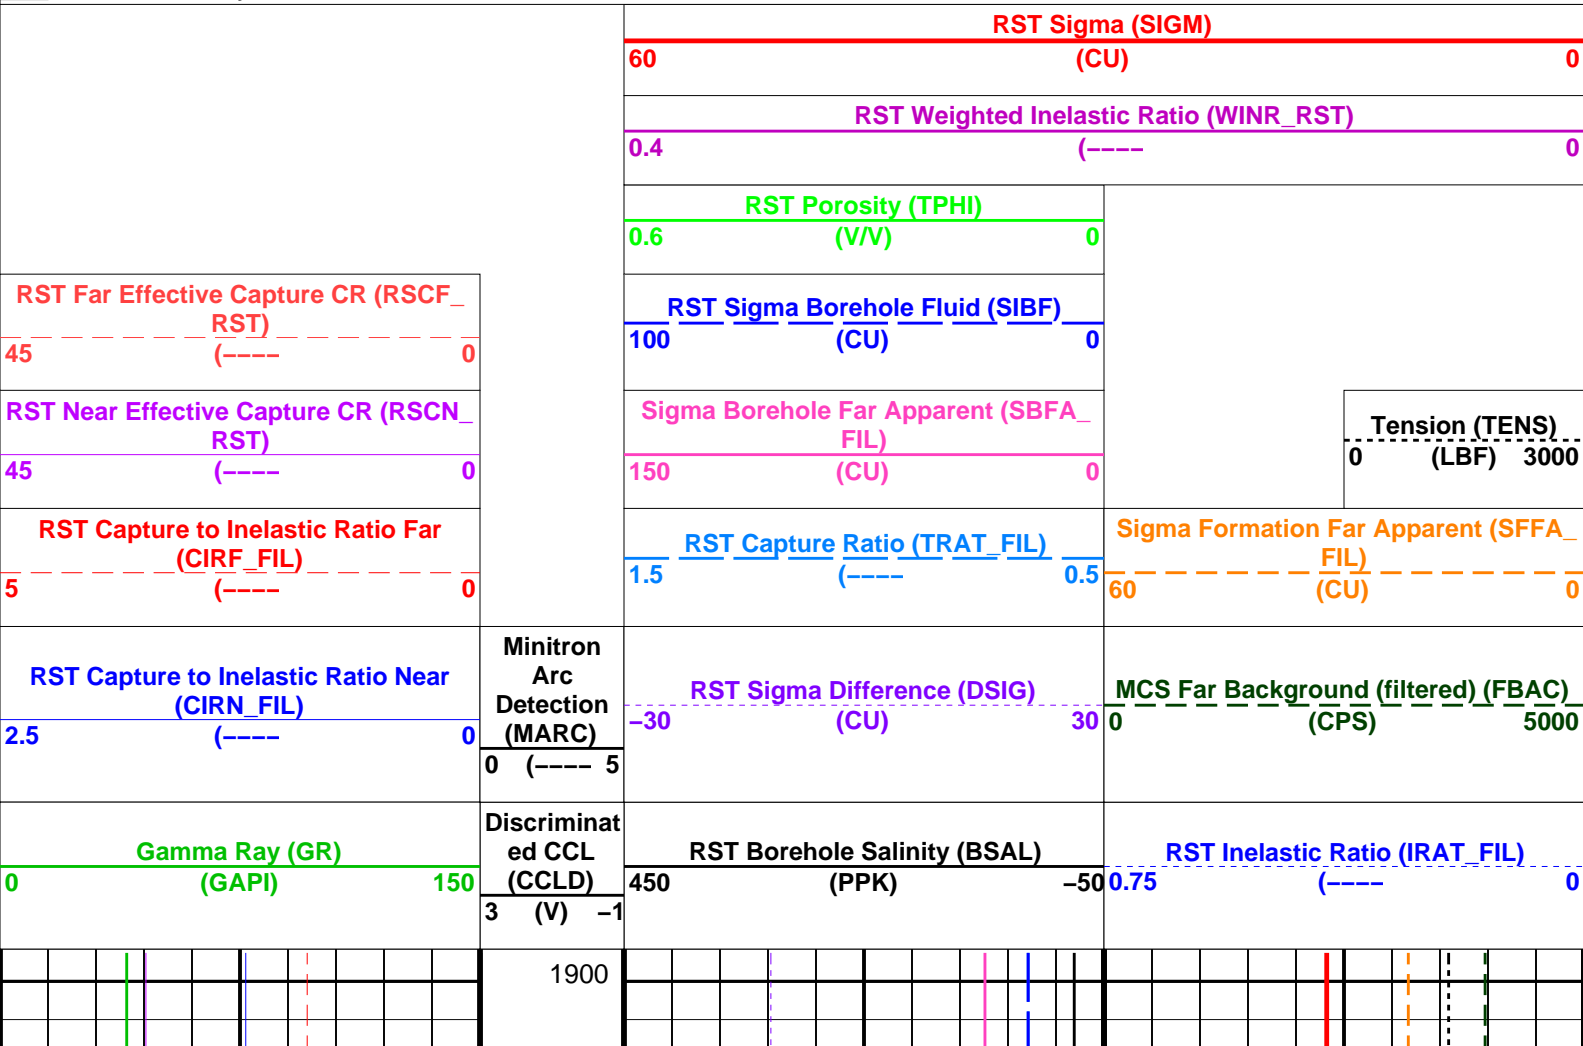 RST Sigma (SIGM)
60 (CU) 0
RST Weighted Inelastic Ratio (WINR_RST)
0.4 (–––– 0
RST Porosity (TPHI)
0.6 (V/V) 0
RST Far Effective Capture CR (RSCF_
RST)
45 (–––– 0
RST Sigma Borehole Fluid (SIBF)
100 (CU) 0
RST Near Effective Capture CR (RSCN_
RST)
45 (–––– 0
Sigma Borehole Far Apparent (SBFA_
FIL)
150 (CU) 0
Tension (TENS)
0 (LBF) 3000
RST Capture to Inelastic Ratio Far
(CIRF_FIL)
5 (–––– 0
RST Capture Ratio (TRAT_FIL)
1.5 (–––– 0.5
Sigma Formation Far Apparent (SFFA_
FIL)
60 (CU) 0
RST Capture to Inelastic Ratio Near
(CIRN_FIL)
2.5 (–––– 0
Minitron
Arc
Detection
(MARC)
0 (–––– 5
RST Sigma Difference (DSIG)
–30 (CU) 30
MCS Far Background (filtered) (FBAC)
0 (CPS) 5000
Gamma Ray (GR)
0 (GAPI) 150
Discriminat
ed CCL
(CCLD)
3 (V) –1
RST Borehole Salinity (BSAL)
450 (PPK) –50
RST Inelastic Ratio (IRAT_FIL)
0.75 (–––– 0
1900